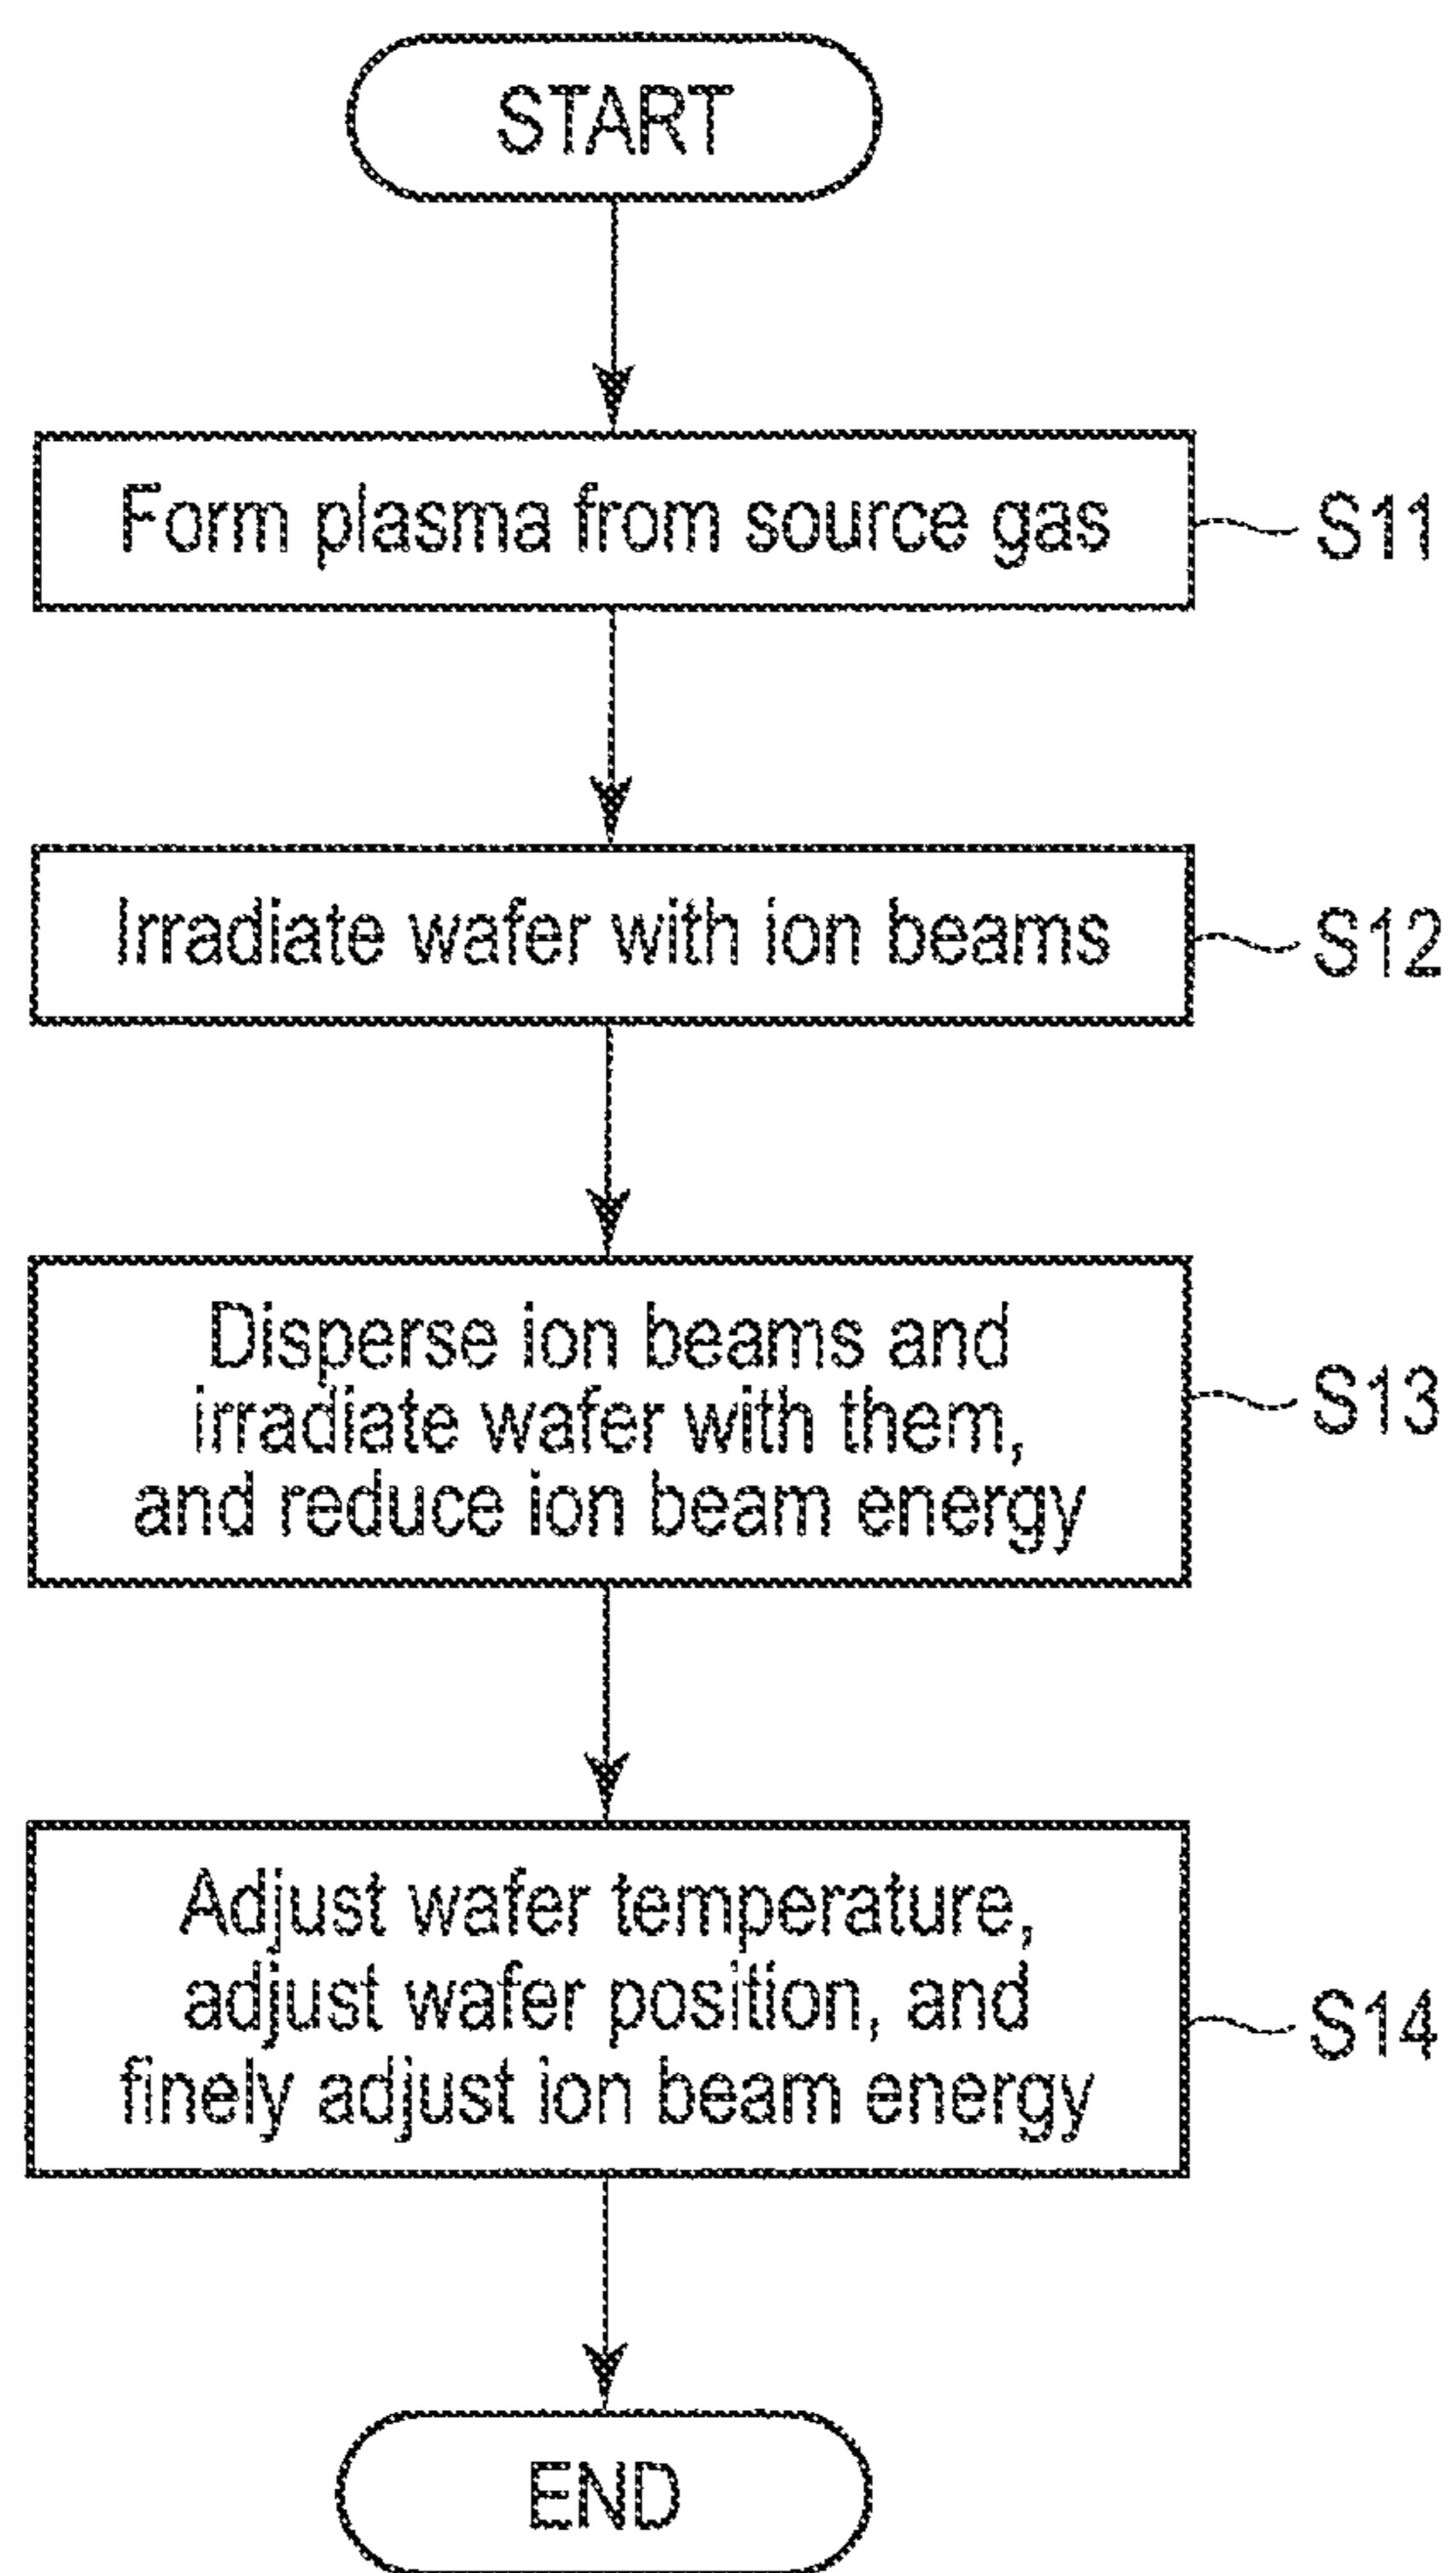 START
Form plasma from source gas
S11
Irradiate wafer with ion beams
S12
Disperse ion beams and
irradiate wafer with them,
and reduce ion beam energy
S13
Adjust wafer temperature,
adjust wafer position, and
finely adjust ion beam energy
S14
END